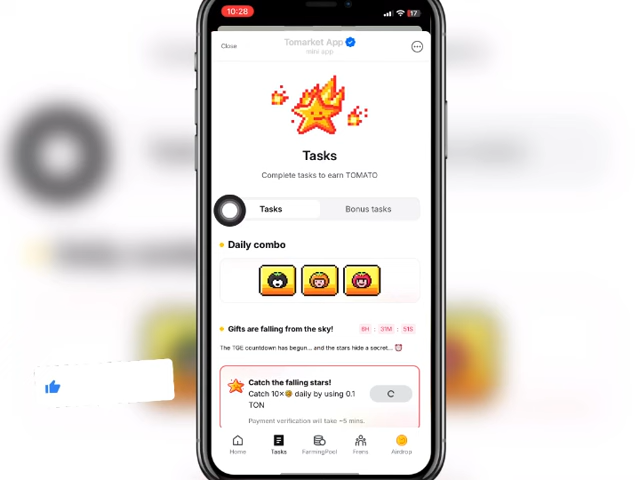 10:28
17
Close
Tomarket App
mini app
Tasks
Complete tasks to earn TOMATO
Tasks
Bonus tasks
Daily combo
Gifts are falling from the sky!
6H : 31M : 51S
The TGE countdown has begun... and the stars hide a secret... ⏰
Catch the falling stars!
Catch 10x daily by using 0.1
TON
Payment verification will take ~5 mins.
Home
Tasks
FarmingPool
Frens
Airdrop